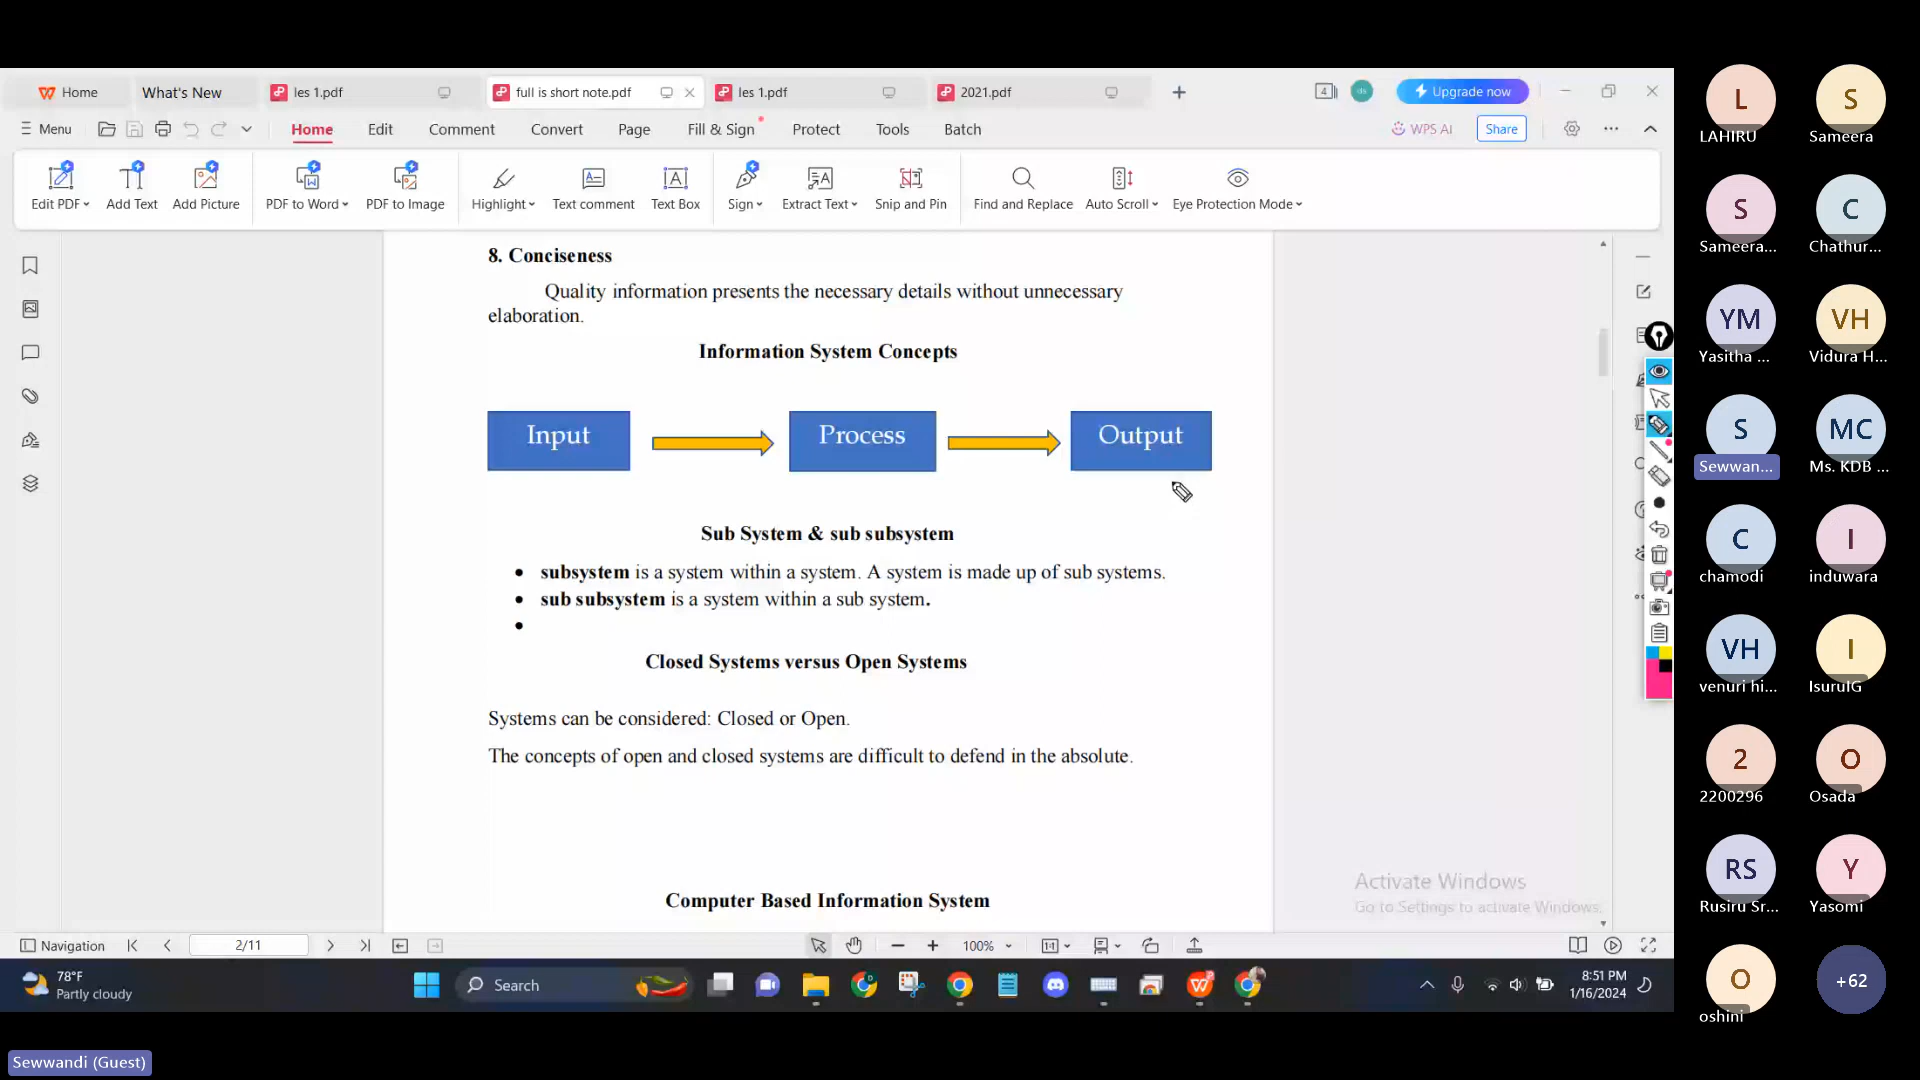 Home
What's New
les 1.pdf
full is short note.pdf
les 1.pdf
2021.pdf
4
ds
Upgrade now
Menu
Home
Edit
Comment
Convert
Page
Fill & Sign
Protect
Tools
Batch
WPS AI
Share
Edit PDF
Add Text
Add Picture
PDF to Word
PDF to Image
Highlight
Text comment
Text Box
Sign
Extract Text
Snip and Pin
Find and Replace
Auto Scroll
Eye Protection Mode
8. Conciseness
Quality information presents the necessary details without unnecessary
elaboration.
Information System Concepts
Input
Process
Output
Sub System & sub subsystem
• subsystem is a system within a system. A system is made up of sub systems.
• sub subsystem is a system within a sub system.
•
Closed Systems versus Open Systems
Systems can be considered: Closed or Open.
The concepts of open and closed systems are difficult to defend in the absolute.
Computer Based Information System
Activate Windows
Go to Settings to activate Windows.
Navigation
2/11
100%
78°F
Partly cloudy
Search
8:51 PM
1/16/2024
L
LAHIRU
S
Sameera
S
Sameera...
C
Chathur...
YM
Yasitha ...
VH
Vidura H...
S
Sewwan...
MC
Ms. KDB ...
C
chamodi
I
induwara
VH
venuri hi...
I
IsuruIG
2
2200296
O
Osada
RS
Rusiru Sr...
Y
Yasomi
O
oshini
+62
Sewwandi (Guest)